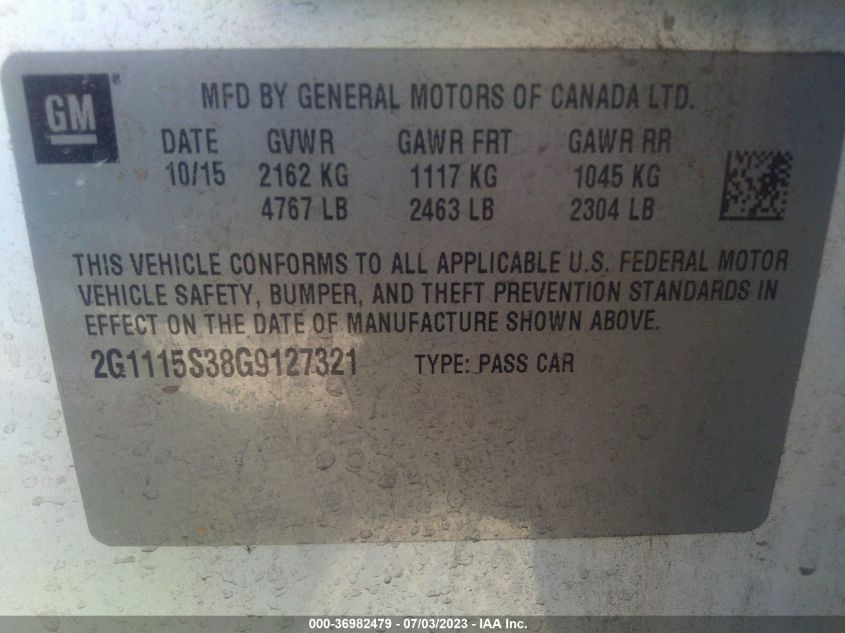 GM ® MFD BY GENERAL MOTORS OF CANADA LTD.
DATE GVWR GAWR FRT GAWR RR
10/15 2162 KG 1117 KG 1045 KG
4767 LB 2463 LB 2304 LB
THIS VEHICLE CONFORMS TO ALL APPLICABLE U.S. FEDERAL MOTOR
VEHICLE SAFETY, BUMPER, AND THEFT PREVENTION STANDARDS IN
EFFECT ON THE DATE OF MANUFACTURE SHOWN ABOVE.
2G1115S38G9127321 TYPE: PASS CAR
000-36982479 - 07/03/2023 - IAA Inc.